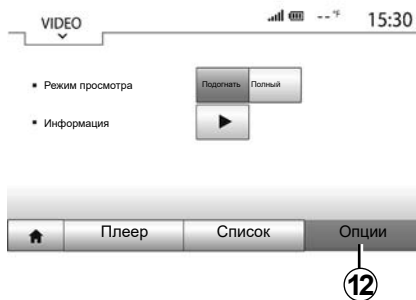 VIDEO
--°F
15:30
Режим просмотра
Подогнать
Полный
Информация
Плеер
Список
Опции
12